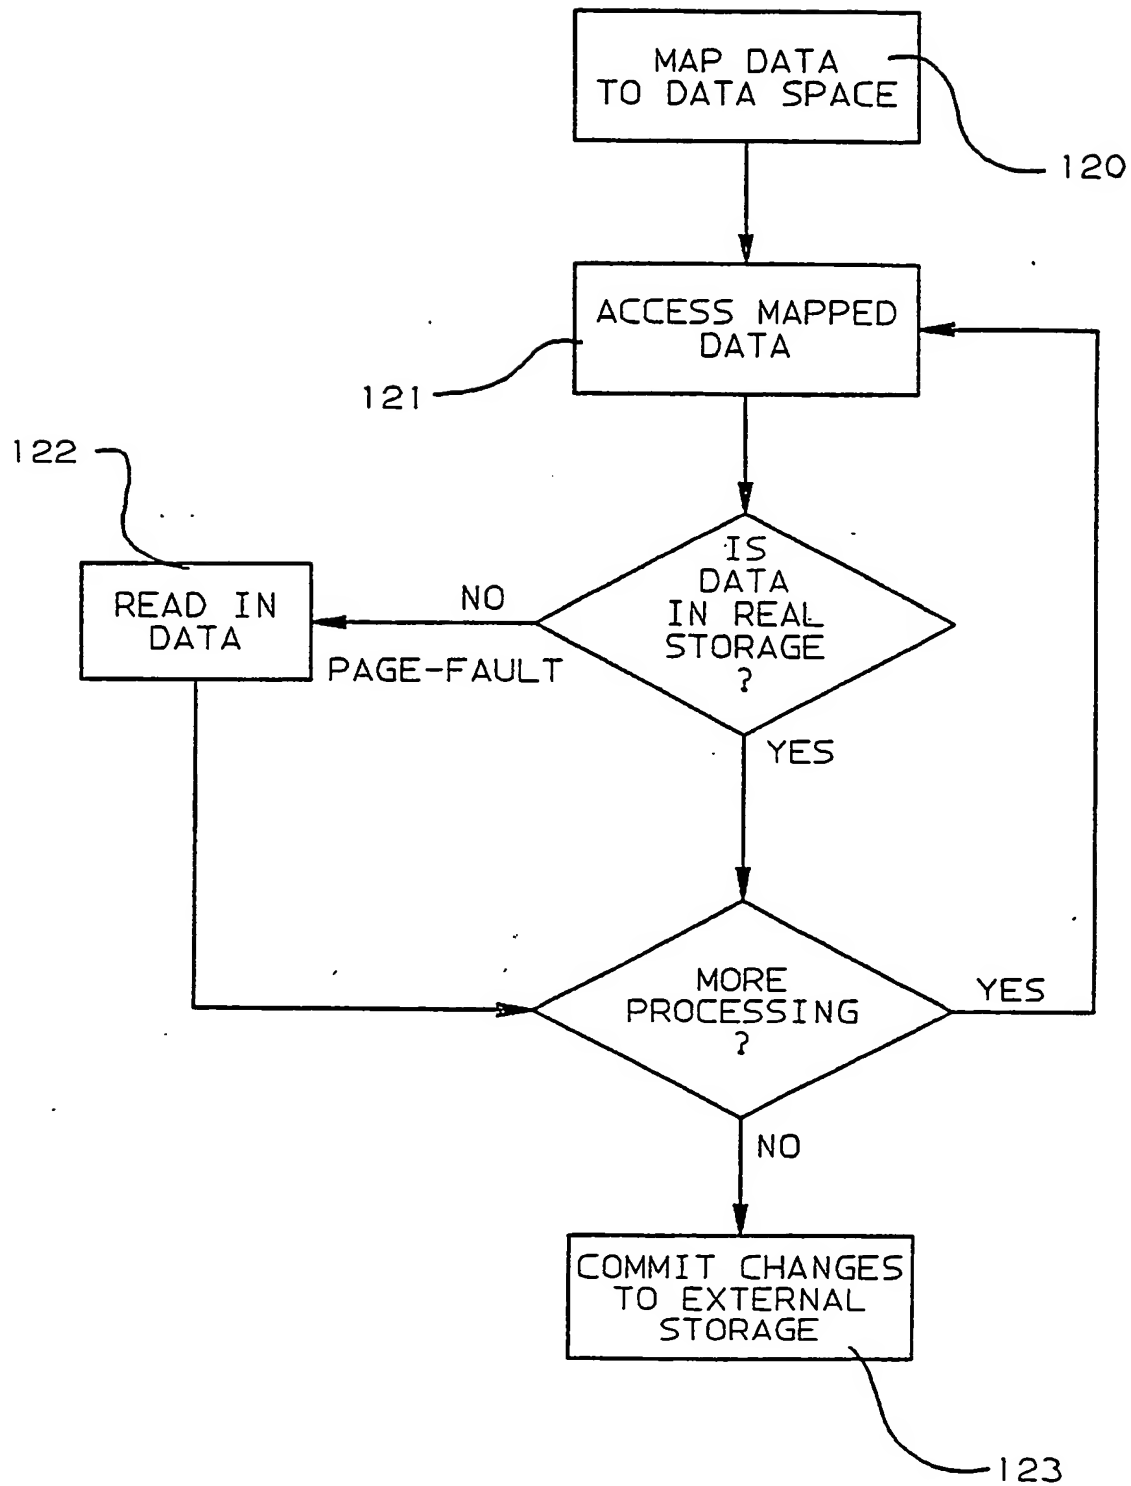 MAP DATA
TO DATA SPACE
120
ACCESS MAPPED
DATA
121
122
IS
DATA
IN REAL
STORAGE
?
NO
READ IN
DATA
PAGE-FAULT
YES
MORE
PROCESSING
?
YES
NO
COMMIT CHANGES
TO EXTERNAL
STORAGE
123